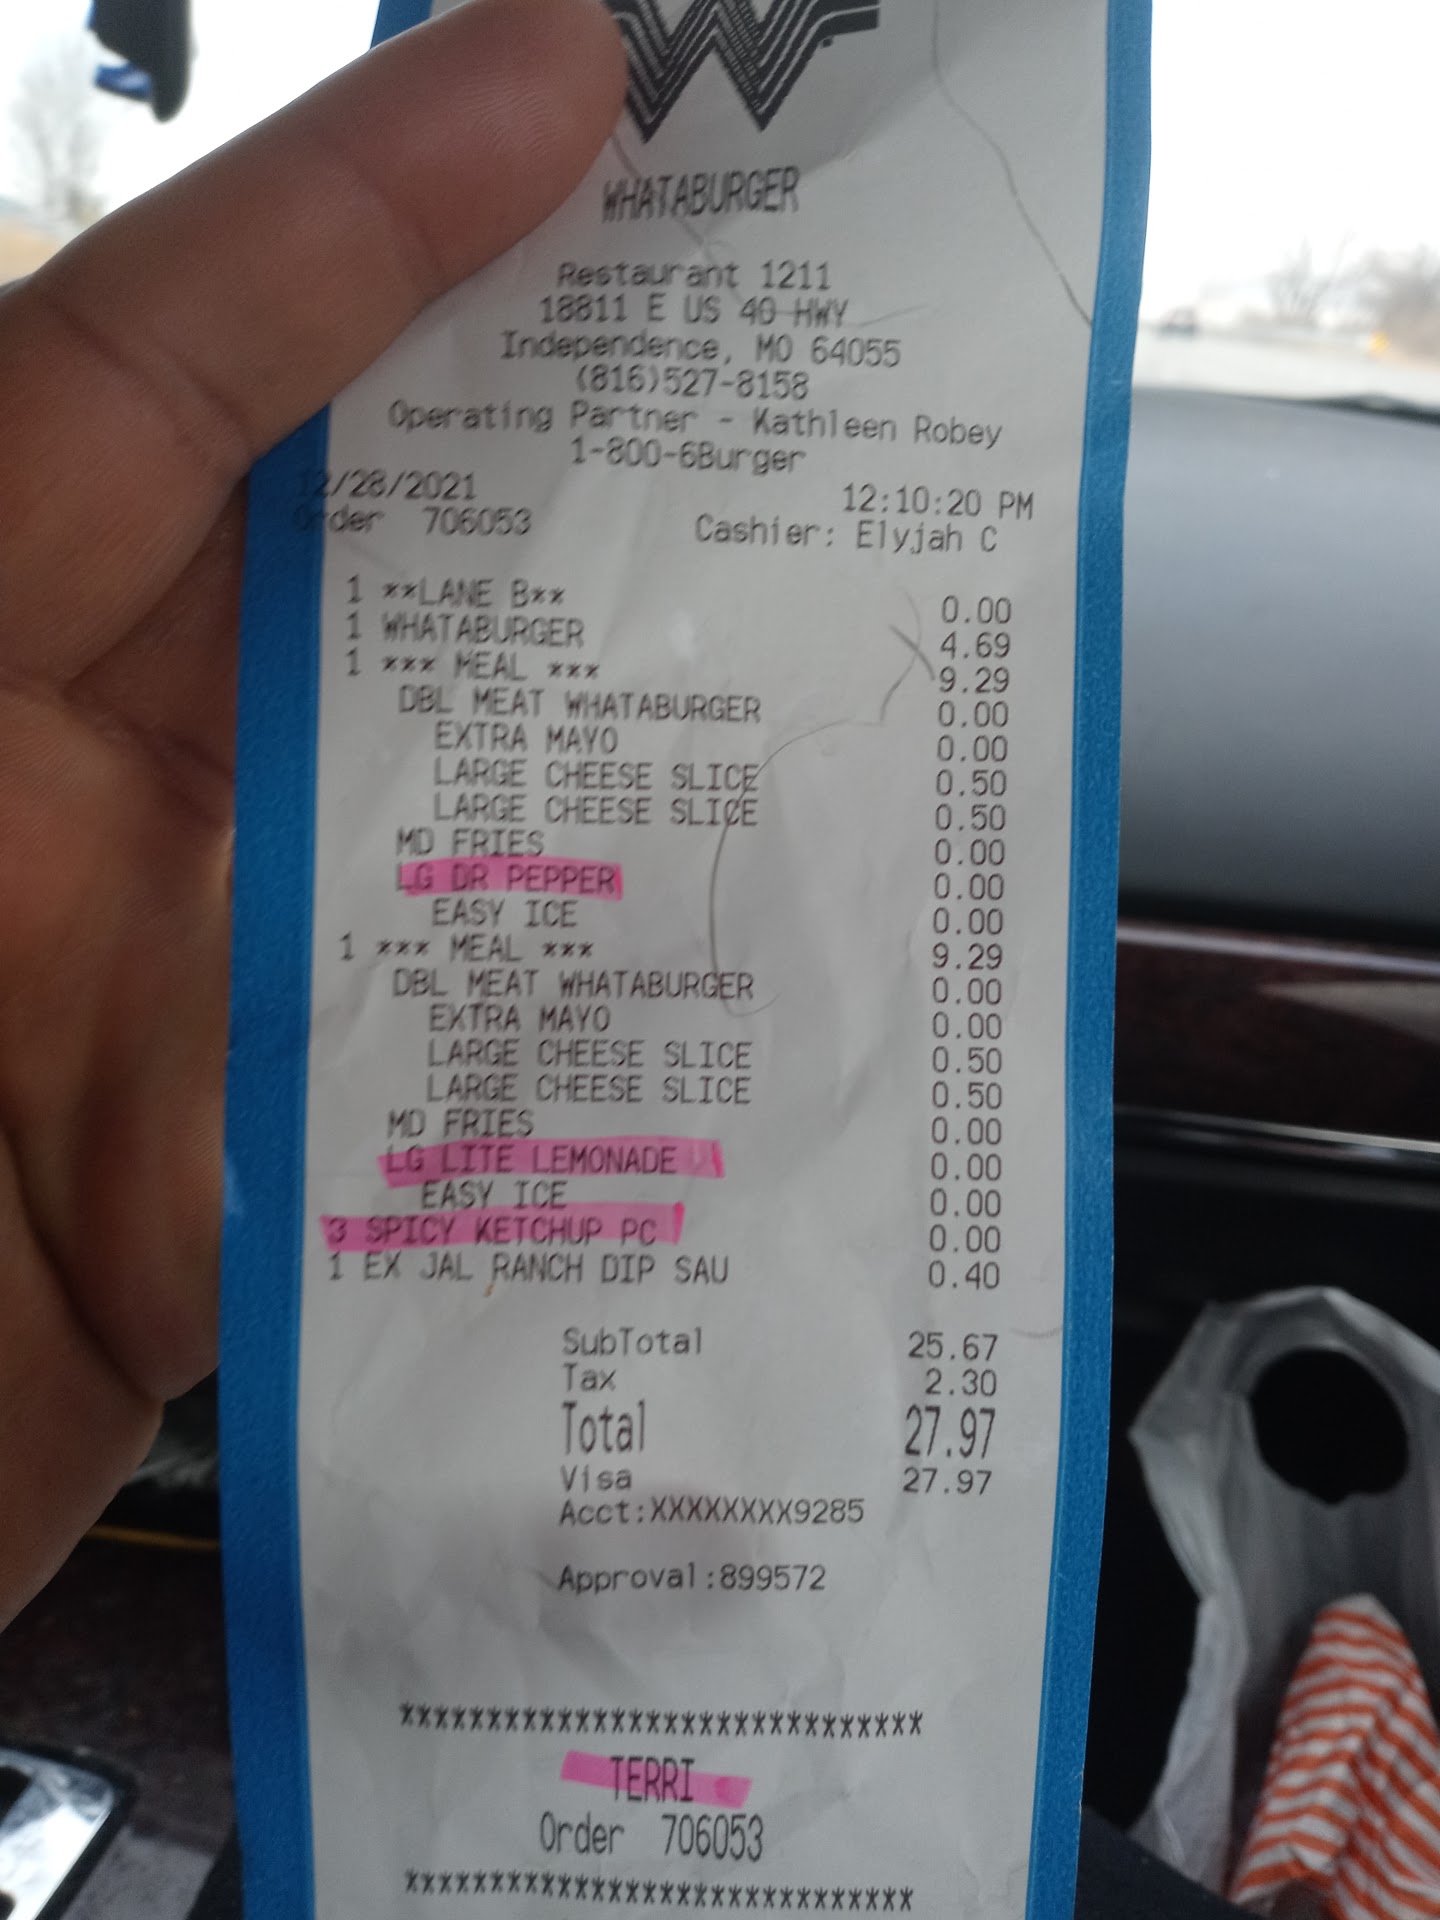 W
WHATABURGER
Restaurant 1211
18811 E US 40 HWY
Independence, MO 64055
(816)527-8158
Operating Partner - Kathleen Robey
1-800-6Burger
12/28/2021 12:10:20 PM
Order 706053 Cashier: Elyjah C
1 **LANE B** 0.00
1 WHATABURGER 4.69
1 *** MEAL *** 9.29
DBL MEAT WHATABURGER 0.00
EXTRA MAYO 0.00
LARGE CHEESE SLICE 0.50
LARGE CHEESE SLICE 0.50
MD FRIES 0.00
LG DR PEPPER 0.00
EASY ICE 0.00
1 *** MEAL *** 9.29
DBL MEAT WHATABURGER 0.00
EXTRA MAYO 0.00
LARGE CHEESE SLICE 0.50
LARGE CHEESE SLICE 0.50
MD FRIES 0.00
LG LITE LEMONADE 0.00
EASY ICE 0.00
3 SPICY KETCHUP PC 0.00
1 EX JAL RANCH DIP SAU 0.40
SubTotal 25.67
Tax 2.30
Total 27.97
Visa 27.97
Acct:XXXXXXXX9285
Approval:899572
******************************
TERRI
Order 706053
******************************